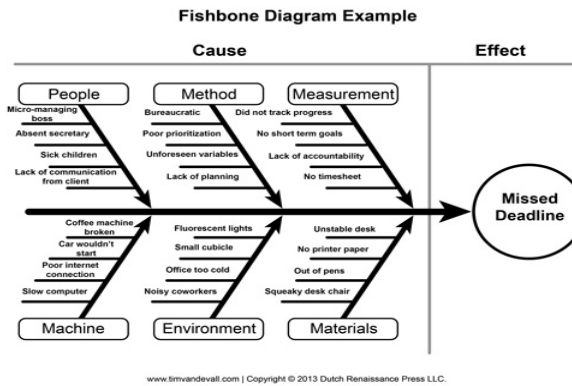 Fishbone Diagram Example
Cause
Effect
People
Method
Measurement
Micro-managing
boss
Absent secretary
Sick children
Lack of communication
from client
Bureaucratic
Poor prioritization
Unforeseen variables
Lack of planning
Did not track progress
No short term goals
Lack of accountability
No timesheet
Missed
Deadline
Coffee machine
broken
Car wouldn't
start
Poor internet
connection
Slow computer
Fluorescent lights
Small cubicle
Office too cold
Noisy coworkers
Unstable desk
No printer paper
Out of pens
Squeaky desk chair
Machine
Environment
Materials
www.timvandevall.com | Copyright © 2013 Dutch Renaissance Press LLC.